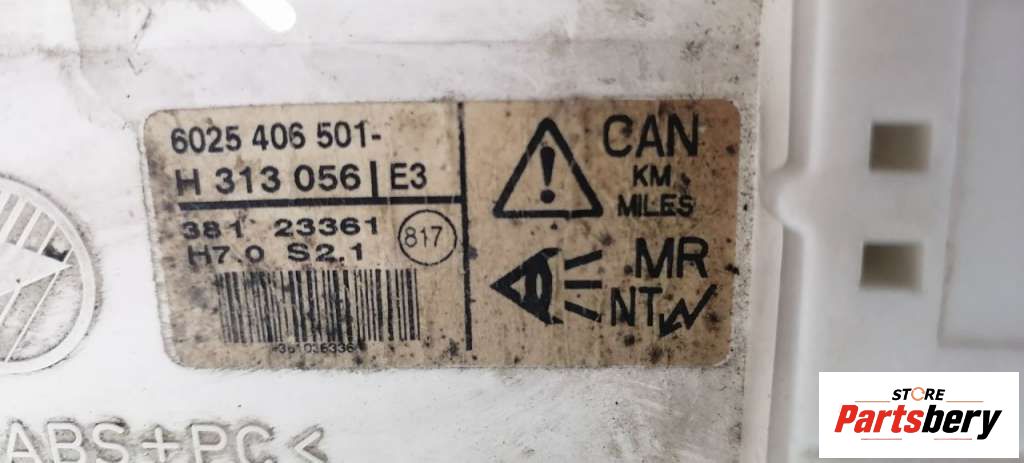 6025 406 501-
H 313 056 E3
381 23361
H7.0 S2.1
817
CAN
KM
MILES
MR
NT
ABS+PC<
STORE
Partsbery